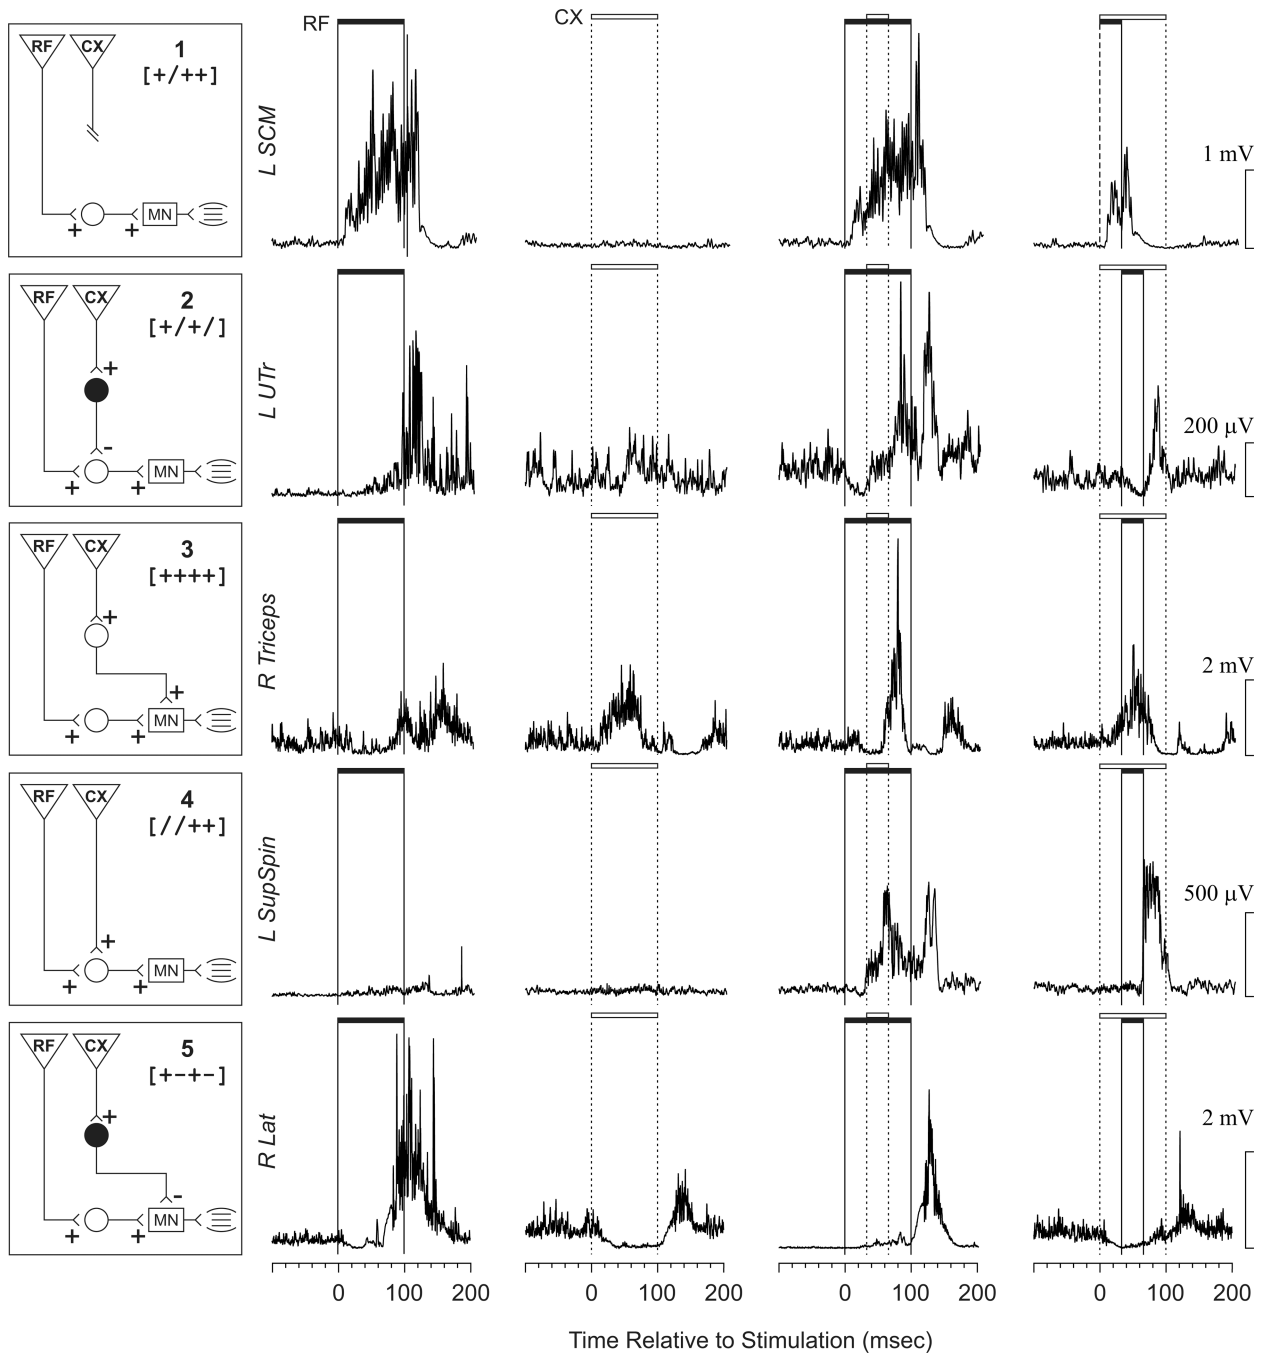 RF CX
RF CX 1
[+/++]
+ + MN
L SCM
1 mV
RF CX 2
[+/+/]
+
-
+ + MN
L UTr
200 μV
RF CX 3
[++++]
+
+
+ + MN
R Triceps
2 mV
RF CX 4
[//++]
+
+ + MN
L SupSpin
500 μV
RF CX 5
[+-+-]
+
-
+ + MN
R Lat
2 mV
0 100 200 0 100 200 0 100 200 0 100 200
Time Relative to Stimulation (msec)